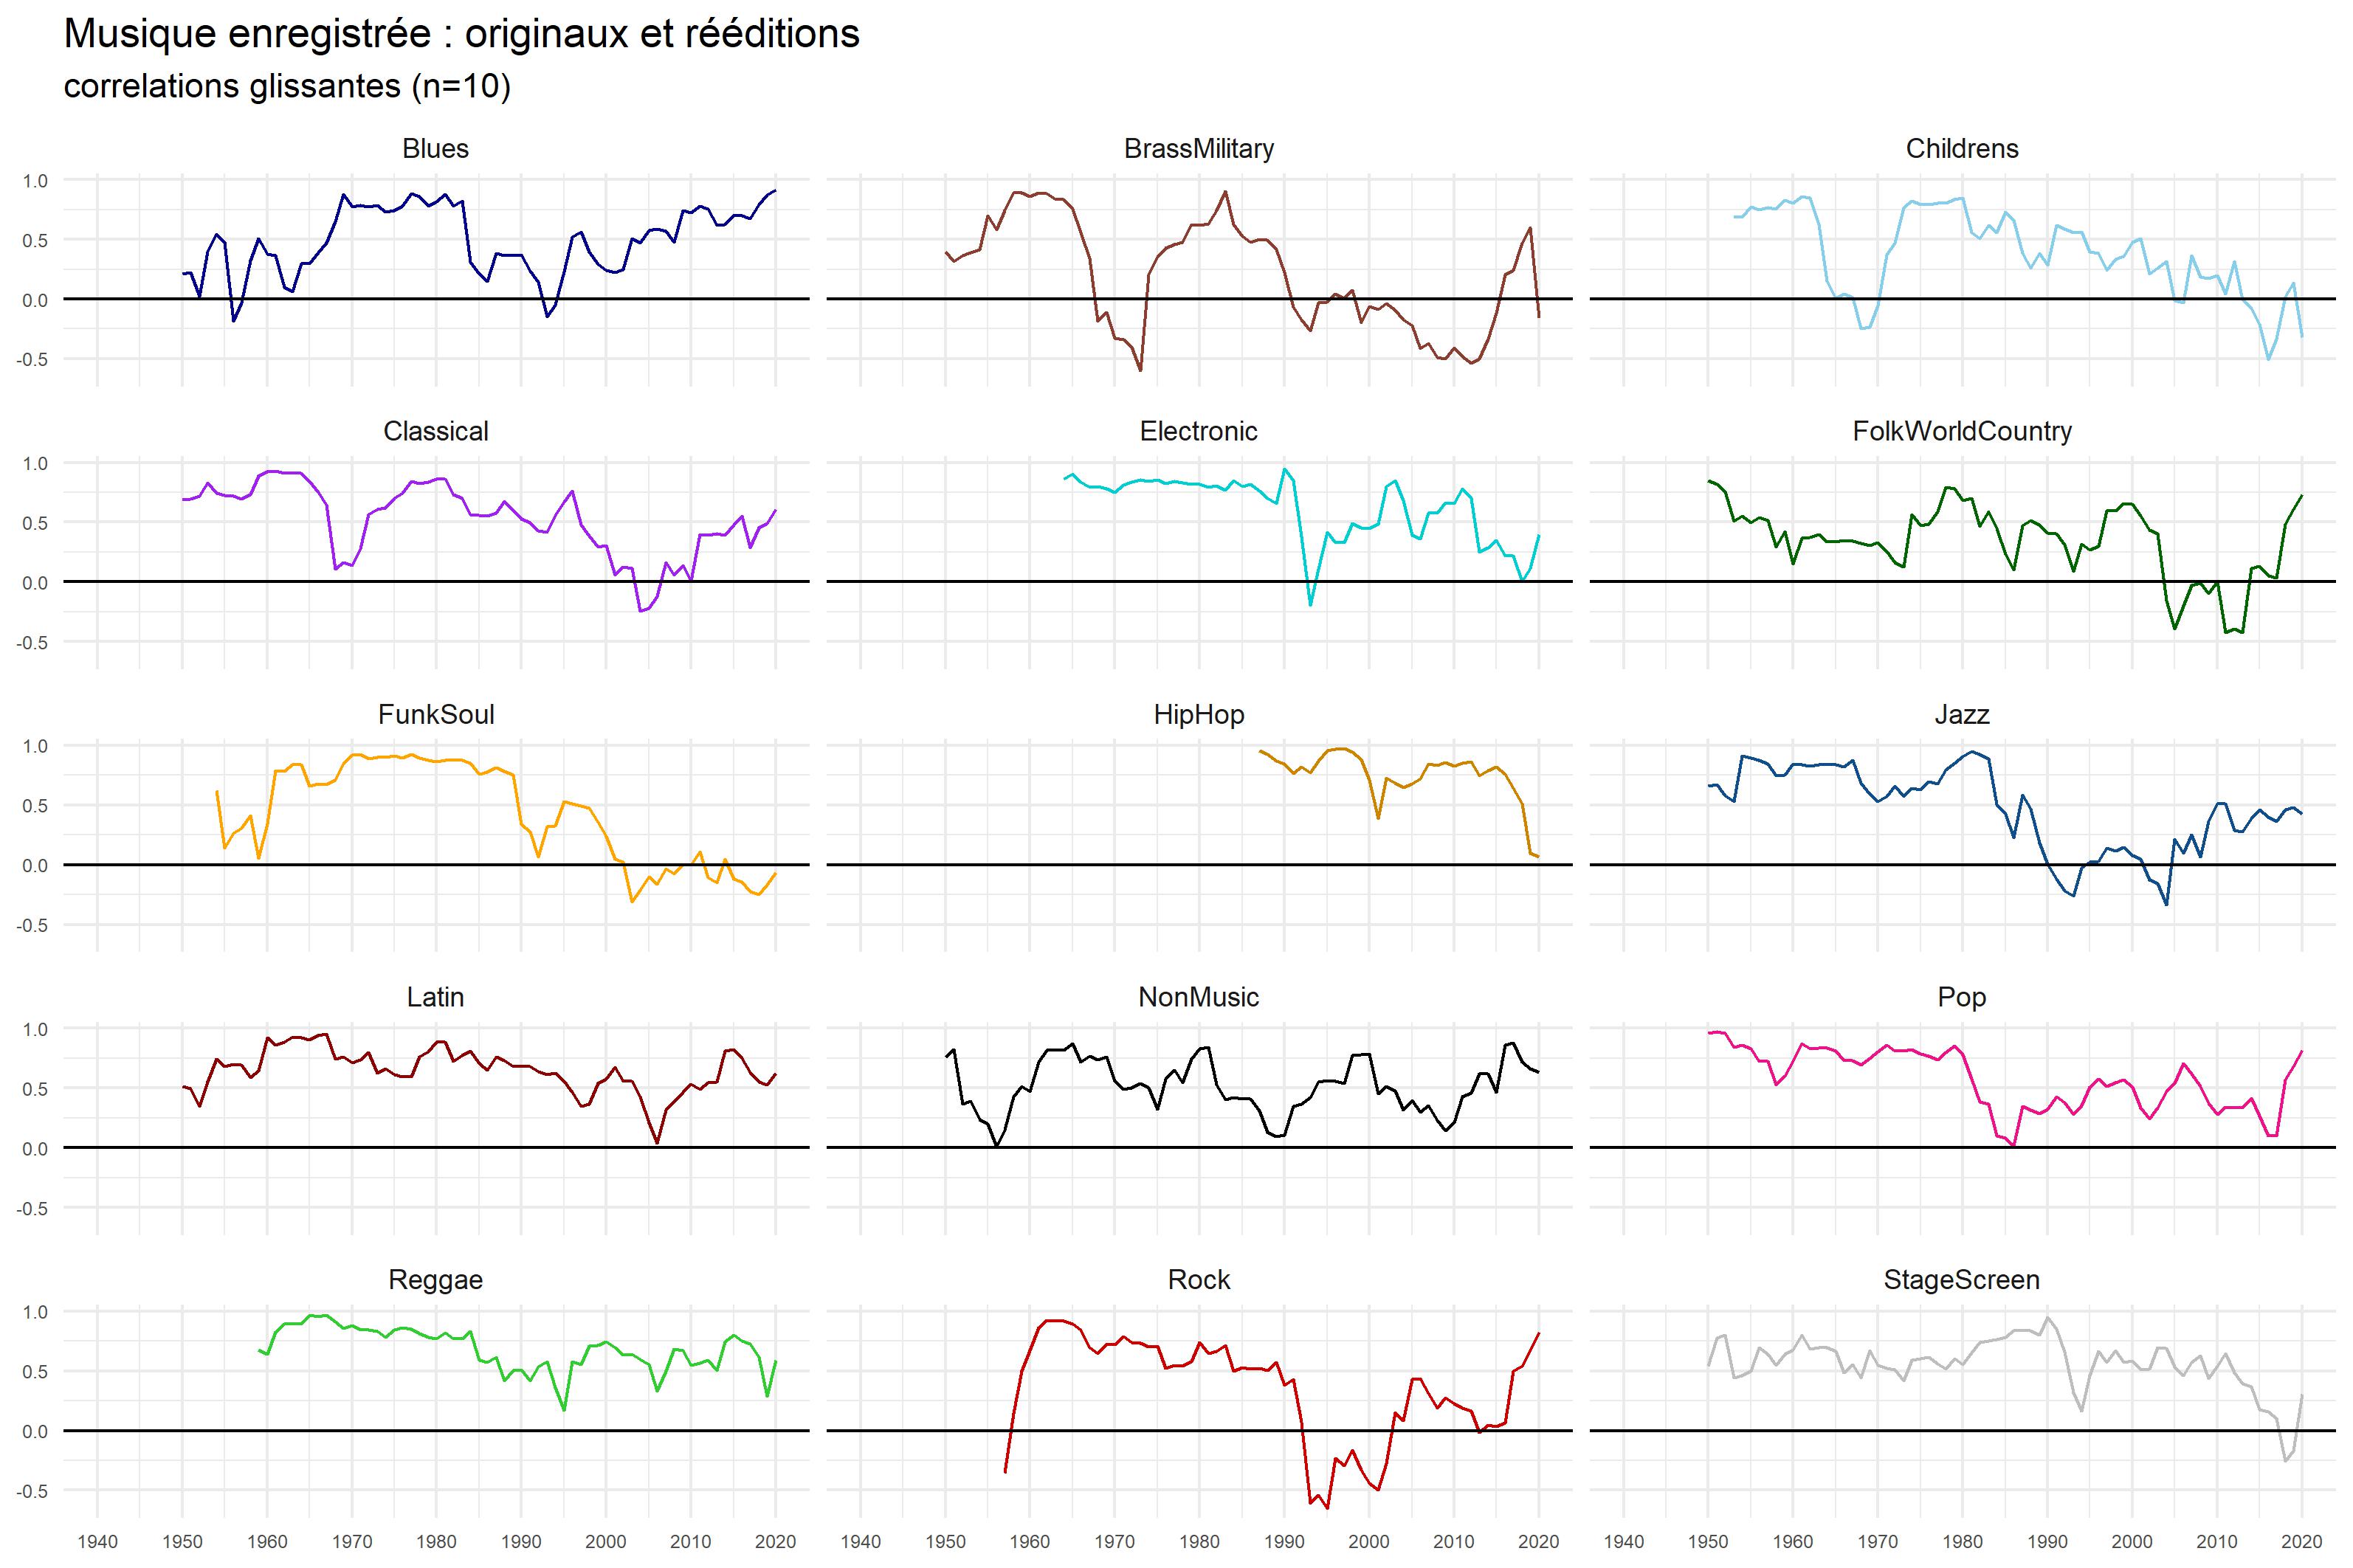 Musique enregistrée : originaux et rééditions
correlations glissantes (n=10)
Blues
BrassMilitary
Childrens
1.0
0.5
0.0
-0.5
Classical
Electronic
FolkWorldCountry
1.0
0.5
0.0
-0.5
FunkSoul
HipHop
Jazz
1.0
0.5
0.0
-0.5
Latin
NonMusic
Pop
1.0
0.5
0.0
-0.5
Reggae
Rock
StageScreen
1.0
0.5
0.0
-0.5
1940 1950 1960 1970 1980 1990 2000 2010 2020
1940 1950 1960 1970 1980 1990 2000 2010 2020
1940 1950 1960 1970 1980 1990 2000 2010 2020